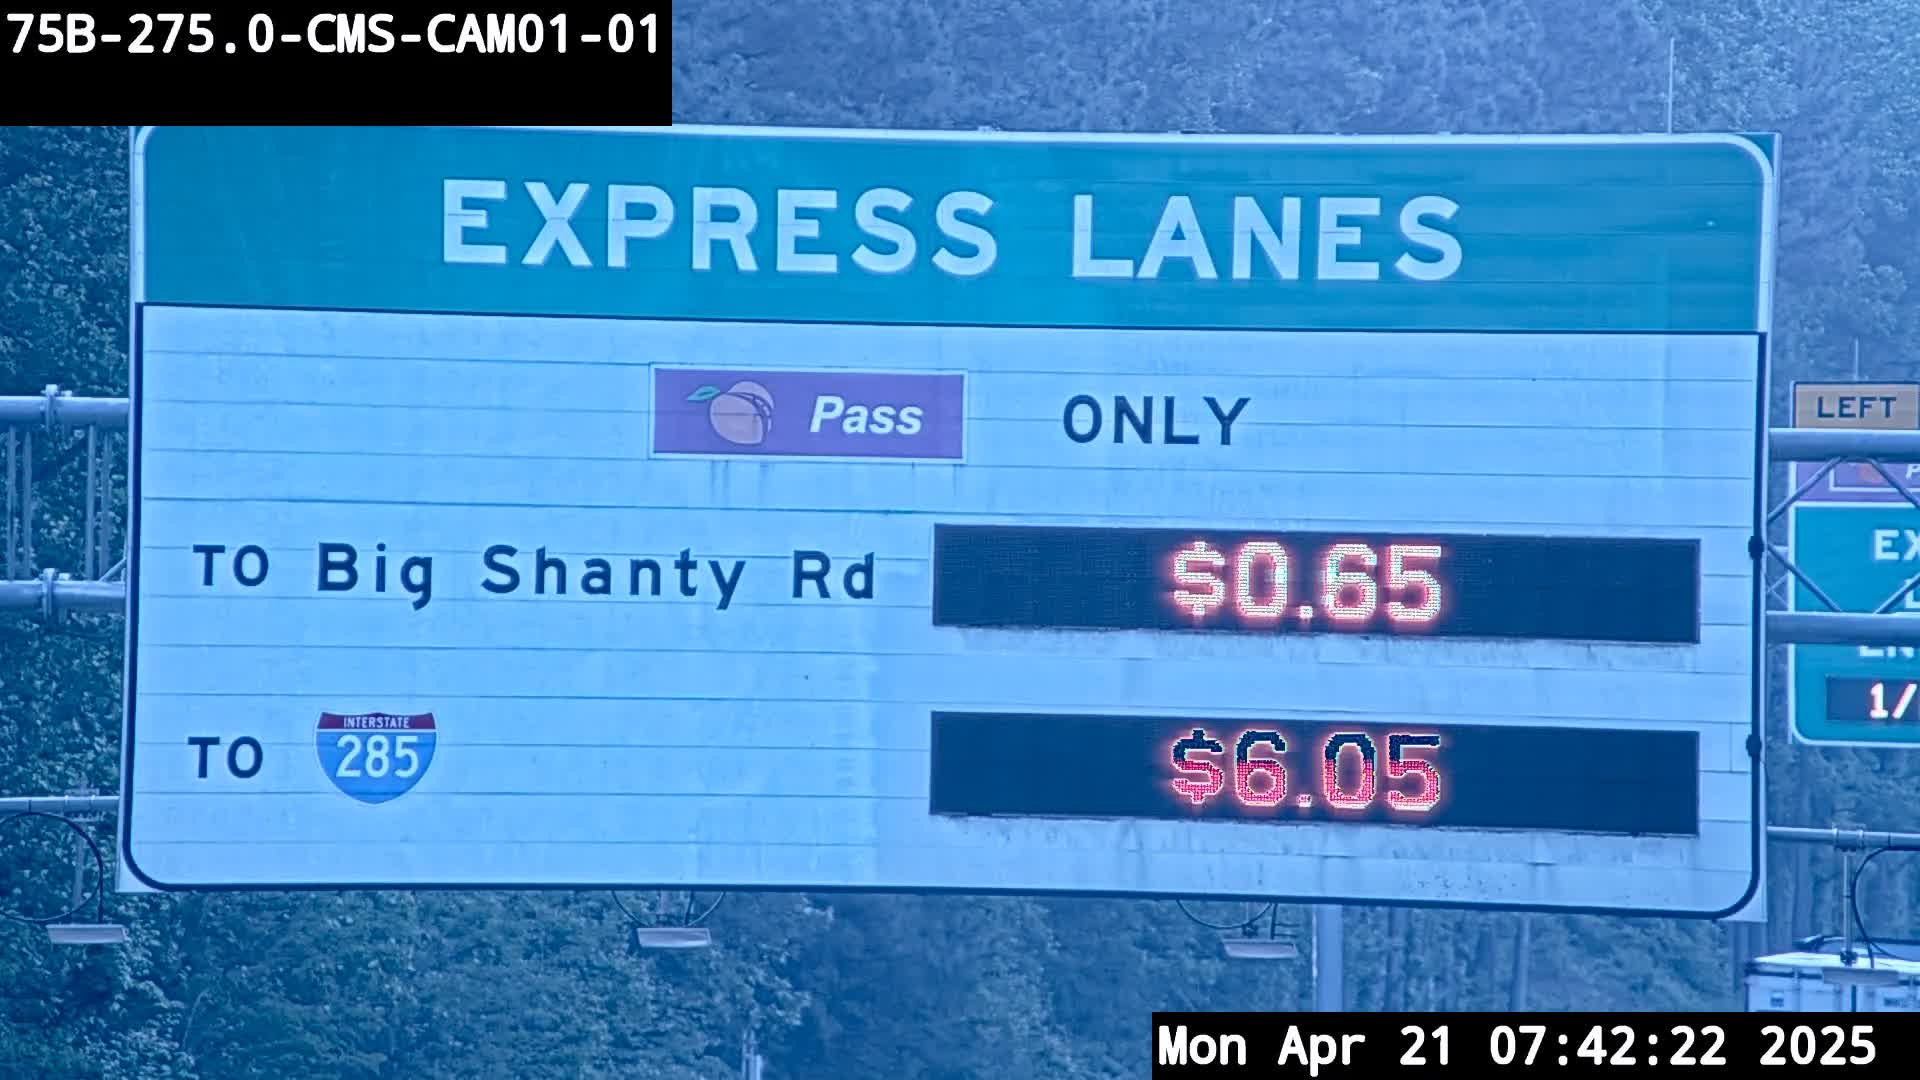 75B-275.0-CMS-CAM01-01
EXPRESS LANES
Pass ONLY
LEFT
TO Big Shanty Rd $0.65
TO INTERSTATE 285 $6.05
1/
Mon Apr 21 07:42:22 2025